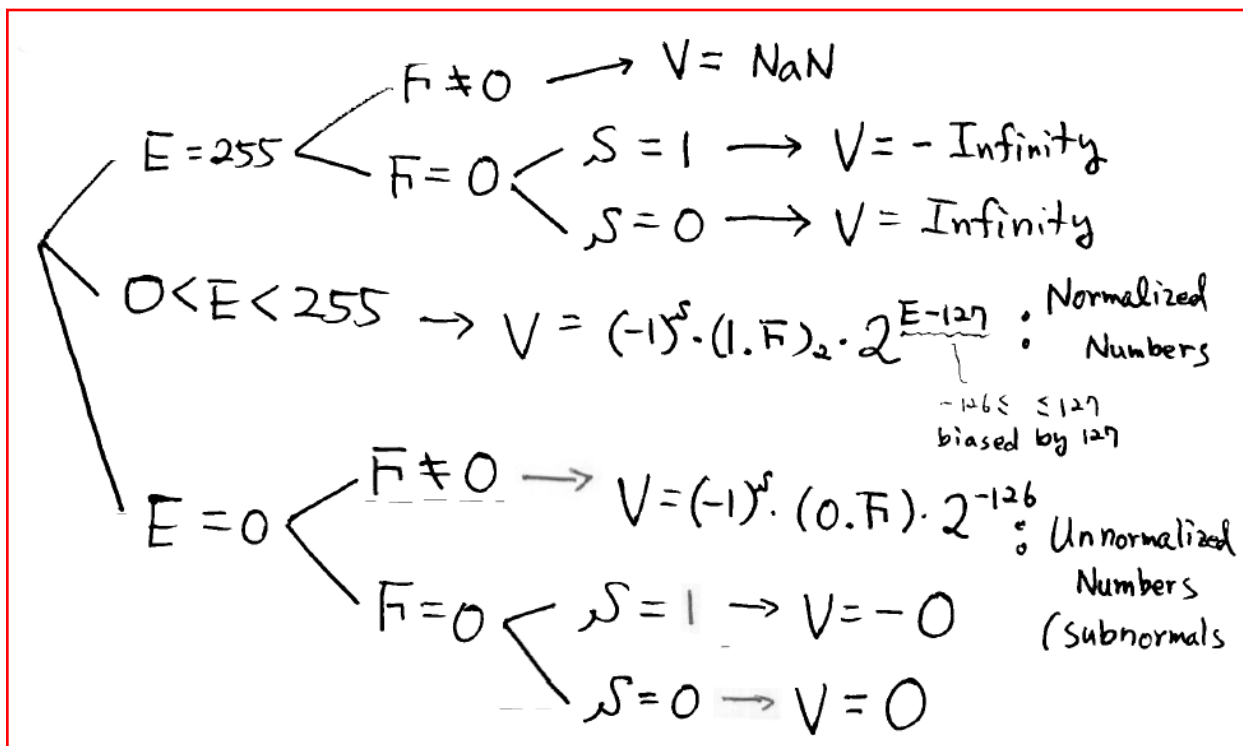 F ≠ 0 → V = NaN
E = 255
F = 0
S = 1 → V = - Infinity
S = 0 → V = Infinity
0 < E < 255 → V = (-1)^S · (1.F)₂ · 2^(E-127) : Normalized
Numbers
-126 ≤ ≤ 127
biased by 127
F ≠ 0 → V = (-1)^S · (0.F) · 2^(-126) : Unnormalized
Numbers
(subnormals
E = 0
F = 0
S = 1 → V = - 0
S = 0 → V = 0